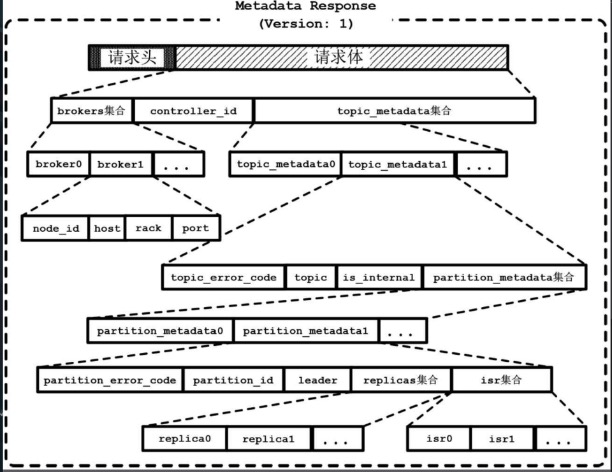 Metadata Response
(Version: 1)
请求头 请求体
brokers集合 controller_id topic_metadata集合
broker0 broker1 ... topic_metadata0 topic_metadata1 ...
node_id host rack port
topic_error_code topic is_internal partition_metadata集合
partition_metadata0 partition_metadata1 ...
partition_error_code partition_id leader replicas集合 isr集合
replica0 replica1 ... isr0 isr1 ...